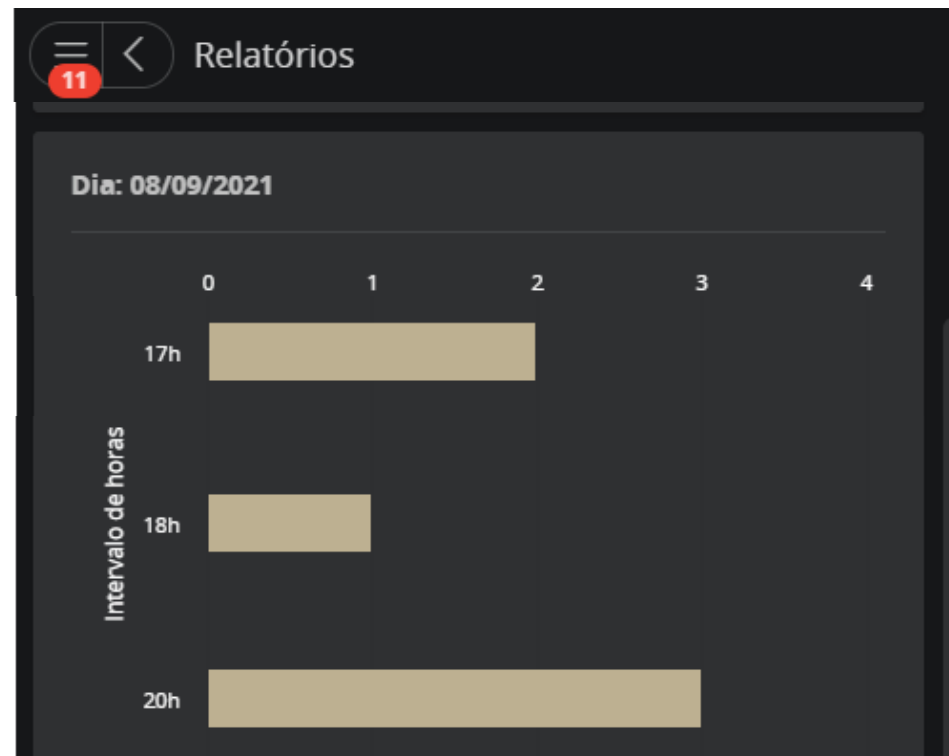 Relatórios
11
Dia: 08/09/2021
0 1 2 3 4
17h
Intervalo de horas
18h
20h